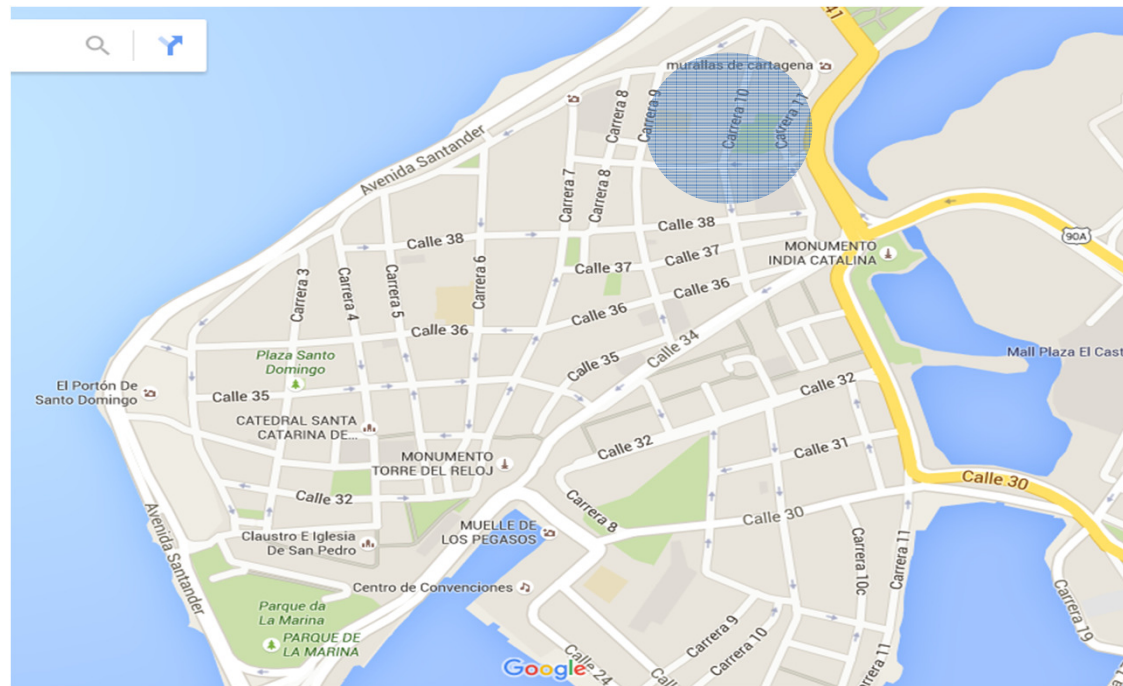 41
murallas de cartagena
Carrera 8
Carrera 9
Carrera 10
Carrera 11
Avenida Santander
Carrera 7
Carrera 8
Calle 38
Calle 38
90A
MONUMENTO
INDIA CATALINA
Calle 37
Calle 37
Carrera 3
Carrera 4
Carrera 5
Carrera 6
Calle 36
Calle 36
Calle 36
Calle 34
Plaza Santo
Domingo
Calle 35
Mall Plaza El Cast
El Portón De
Santo Domingo
Calle 35
Calle 32
CATEDRAL SANTA
CATARINA DE...
Calle 32
Calle 31
MONUMENTO
TORRE DEL RELOJ
Calle 30
Calle 32
Carrera 8
Calle 30
MUELLE DE
LOS PEGASOS
Claustro E Iglesia
De San Pedro
Avenida Santander
Carrera 10c
Carrera 11
Centro de Convenciones
Parque da
La Marina
PARQUE DE
LA MARINA
Carrera 9
Carrera 10
Carrera 11
Carrera 19
Google
Calle 24